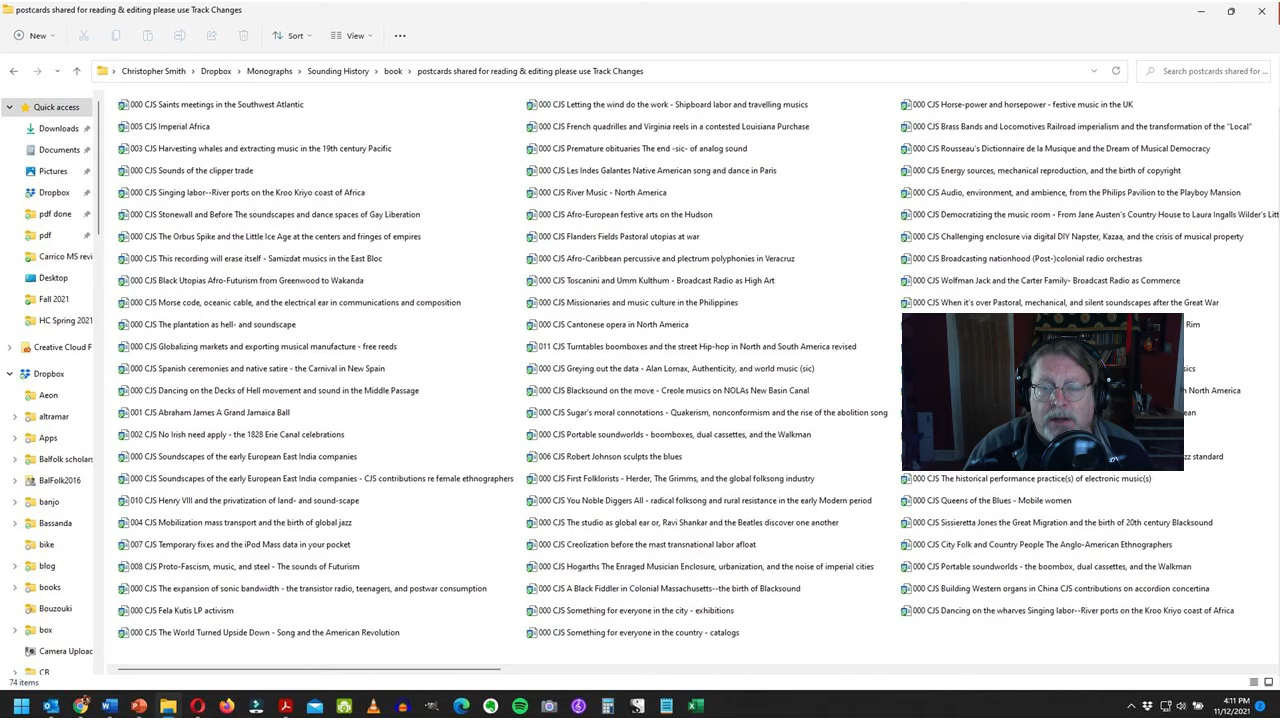 postcards shared for reading & editing please use Track Changes
New
Sort
View
Christopher Smith > Dropbox > Monographs > Sounding History > book > postcards shared for reading & editing please use Track Changes
Search postcards shared for ...
Quick access
Downloads
Documents
Pictures
Dropbox
pdf done
pdf
Carrico MS revi
Desktop
Fall 2021
HC Spring 2021
Creative Cloud F
Dropbox
Aeon
altramar
Apps
Balfolk scholars
BalFolk2016
banjo
Bassanda
bike
blog
books
Bouzouki
box
Camera Upload
CB
000 CJS Saints meetings in the Southwest Atlantic
005 CJS Imperial Africa
003 CJS Harvesting whales and extracting music in the 19th century Pacific
000 CJS Sounds of the clipper trade
000 CJS Singing labor--River ports on the Kroo Kriyo coast of Africa
000 CJS Stonewall and Before The soundscapes and dance spaces of Gay Liberation
000 CJS The Orbus Spike and the Little Ice Age at the centers and fringes of empires
000 CJS This recording will erase itself - Samizdat musics in the East Bloc
000 CJS Black Utopias Afro-Futurism from Greenwood to Wakanda
000 CJS Morse code, oceanic cable, and the electrical ear in communications and composition
000 CJS The plantation as hell- and soundscape
000 CJS Globalizing markets and exporting musical manufacture - free reeds
000 CJS Spanish ceremonies and native satire - the Carnival in New Spain
000 CJS Dancing on the Decks of Hell movement and sound in the Middle Passage
001 CJS Abraham James A Grand Jamaica Ball
002 CJS No Irish need apply - the 1828 Erie Canal celebrations
000 CJS Soundscapes of the early European East India companies
000 CJS Soundscapes of the early European East India companies - CJS contributions re female ethnographers
010 CJS Henry VIII and the privatization of land- and sound-scape
004 CJS Mobilization mass transport and the birth of global jazz
007 CJS Temporary fixes and the iPod Mass data in your pocket
008 CJS Proto-Fascism, music, and steel - The sounds of Futurism
000 CJS The expansion of sonic bandwidth - the transistor radio, teenagers, and postwar consumption
000 CJS Fela Kutis LP activism
000 CJS The World Turned Upside Down - Song and the American Revolution
000 CJS Letting the wind do the work - Shipboard labor and travelling musics
000 CJS French quadrilles and Virginia reels in a contested Louisiana Purchase
000 CJS Premature obituaries The end -sic- of analog sound
000 CJS Les Indes Galantes Native American song and dance in Paris
000 CJS River Music - North America
000 CJS Afro-European festive arts on the Hudson
000 CJS Flanders Fields Pastoral utopias at war
000 CJS Afro-Caribbean percussive and plectrum polyphonies in Veracruz
000 CJS Toscanini and Umm Kulthum - Broadcast Radio as High Art
000 CJS Missionaries and music culture in the Philippines
000 CJS Cantonese opera in North America
011 CJS Turntables boomboxes and the street Hip-hop in North and South America revised
000 CJS Greying out the data - Alan Lomax, Authenticity, and world music (sic)
000 CJS Blacksound on the move - Creole musics on NOLAs New Basin Canal
000 CJS Sugar's moral connotations - Quakerism, nonconformism and the rise of the abolition song
000 CJS Portable soundworlds - boomboxes, dual cassettes, and the Walkman
006 CJS Robert Johnson sculpts the blues
000 CJS First Folklorists - Herder, The Grimms, and the global folksong industry
000 CJS You Noble Diggers All - radical folksong and rural resistance in the early Modern period
000 CJS The studio as global ear or, Ravi Shankar and the Beatles discover one another
000 CJS Creolization before the mast transnational labor afloat
000 CJS Hogarths The Enraged Musician Enclosure, urbanization, and the noise of imperial cities
000 CJS A Black Fiddler in Colonial Massachusetts--the birth of Blacksound
000 CJS Something for everyone in the city - exhibitions
000 CJS Something for everyone in the country - catalogs
000 CJS Horse-power and horsepower - festive music in the UK
000 CJS Brass Bands and Locomotives Railroad imperialism and the transformation of the "Local"
000 CJS Rousseau's Dictionnaire de la Musique and the Dream of Musical Democracy
000 CJS Energy sources, mechanical reproduction, and the birth of copyright
000 CJS Audio, environment, and ambience, from the Philips Pavilion to the Playboy Mansion
000 CJS Democratizing the music room - From Jane Austen's Country House to Laura Ingalls Wilder's Litt
000 CJS Challenging enclosure via digital DIY Napster, Kazaa, and the crisis of musical property
000 CJS Broadcasting nationhood (Post-)colonial radio orchestras
000 CJS Wolfman Jack and the Carter Family- Broadcast Radio as Commerce
000 CJS When it's over Pastoral, mechanical, and silent soundscapes after the Great War
Rim
sics
North America
ean
zz standard
000 CJS The historical performance practice(s) of electronic music(s)
000 CJS Queens of the Blues - Mobile women
000 CJS Sissieretta Jones the Great Migration and the birth of 20th century Blacksound
000 CJS City Folk and Country People The Anglo-American Ethnographers
000 CJS Portable soundworlds - the boombox, dual cassettes, and the Walkman
000 CJS Building Western organs in China CJS contributions on accordion concertina
000 CJS Dancing on the wharves Singing labor--River ports on the Kroo Kriyo coast of Africa
74 items
4:11 PM
11/12/2021